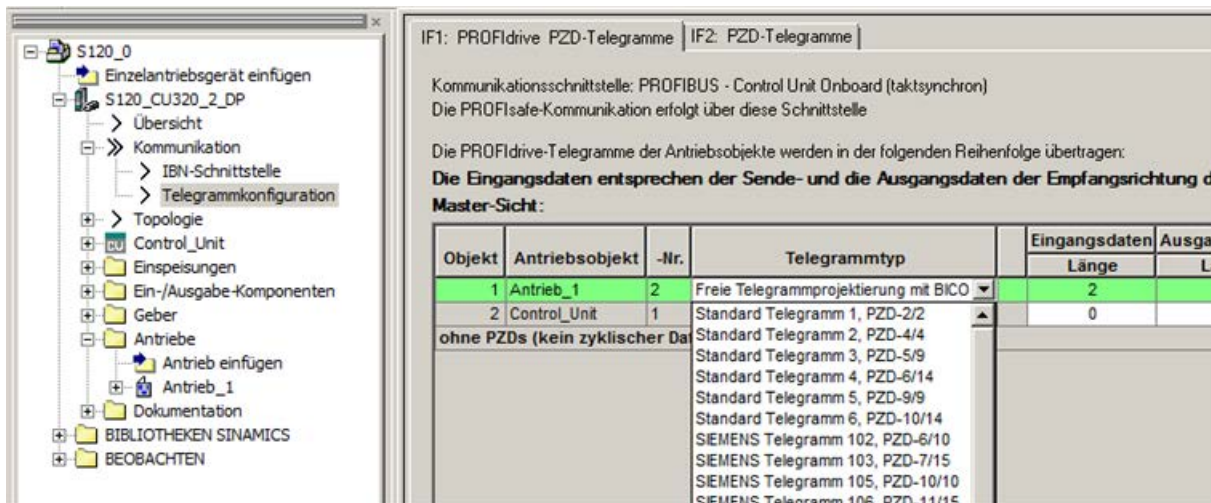 S120_0
Einzelantriebsgerät einfügen
S120_CU320_2_DP
Übersicht
Kommunikation
IBN-Schnittstelle
Telegrammkonfiguration
Topologie
Control_Unit
Einspeisungen
Ein-/Ausgabe-Komponenten
Geber
Antriebe
Antrieb einfügen
Antrieb_1
Dokumentation
BIBLIOTHEKEN SINAMICS
BEOBACHTEN
IF1: PROFIdrive PZD-Telegramme IF2: PZD-Telegramme
Kommunikationsschnittstelle: PROFIBUS - Control Unit Onboard (taktsynchron)
Die PROFIsafe-Kommunikation erfolgt über diese Schnittstelle
Die PROFIdrive-Telegramme der Antriebsobjekte werden in der folgenden Reihenfolge übertragen:
Die Eingangsdaten entsprechen der Sende- und die Ausgangsdaten der Empfangsrichtung d
Master-Sicht:
Objekt Antriebsobjekt -Nr. Telegrammtyp Eingangsdaten Ausga
Länge L
1 Antrieb_1 2 Freie Telegrammprojektierung mit BICO 2
2 Control_Unit 1 0
ohne PZDs (kein zyklischer Dat
Standard Telegramm 1, PZD-2/2
Standard Telegramm 2, PZD-4/4
Standard Telegramm 3, PZD-5/9
Standard Telegramm 4, PZD-6/14
Standard Telegramm 5, PZD-9/9
Standard Telegramm 6, PZD-10/14
SIEMENS Telegramm 102, PZD-6/10
SIEMENS Telegramm 103, PZD-7/15
SIEMENS Telegramm 105, PZD-10/10
SIEMENS Telegramm 106, PZD-11/15